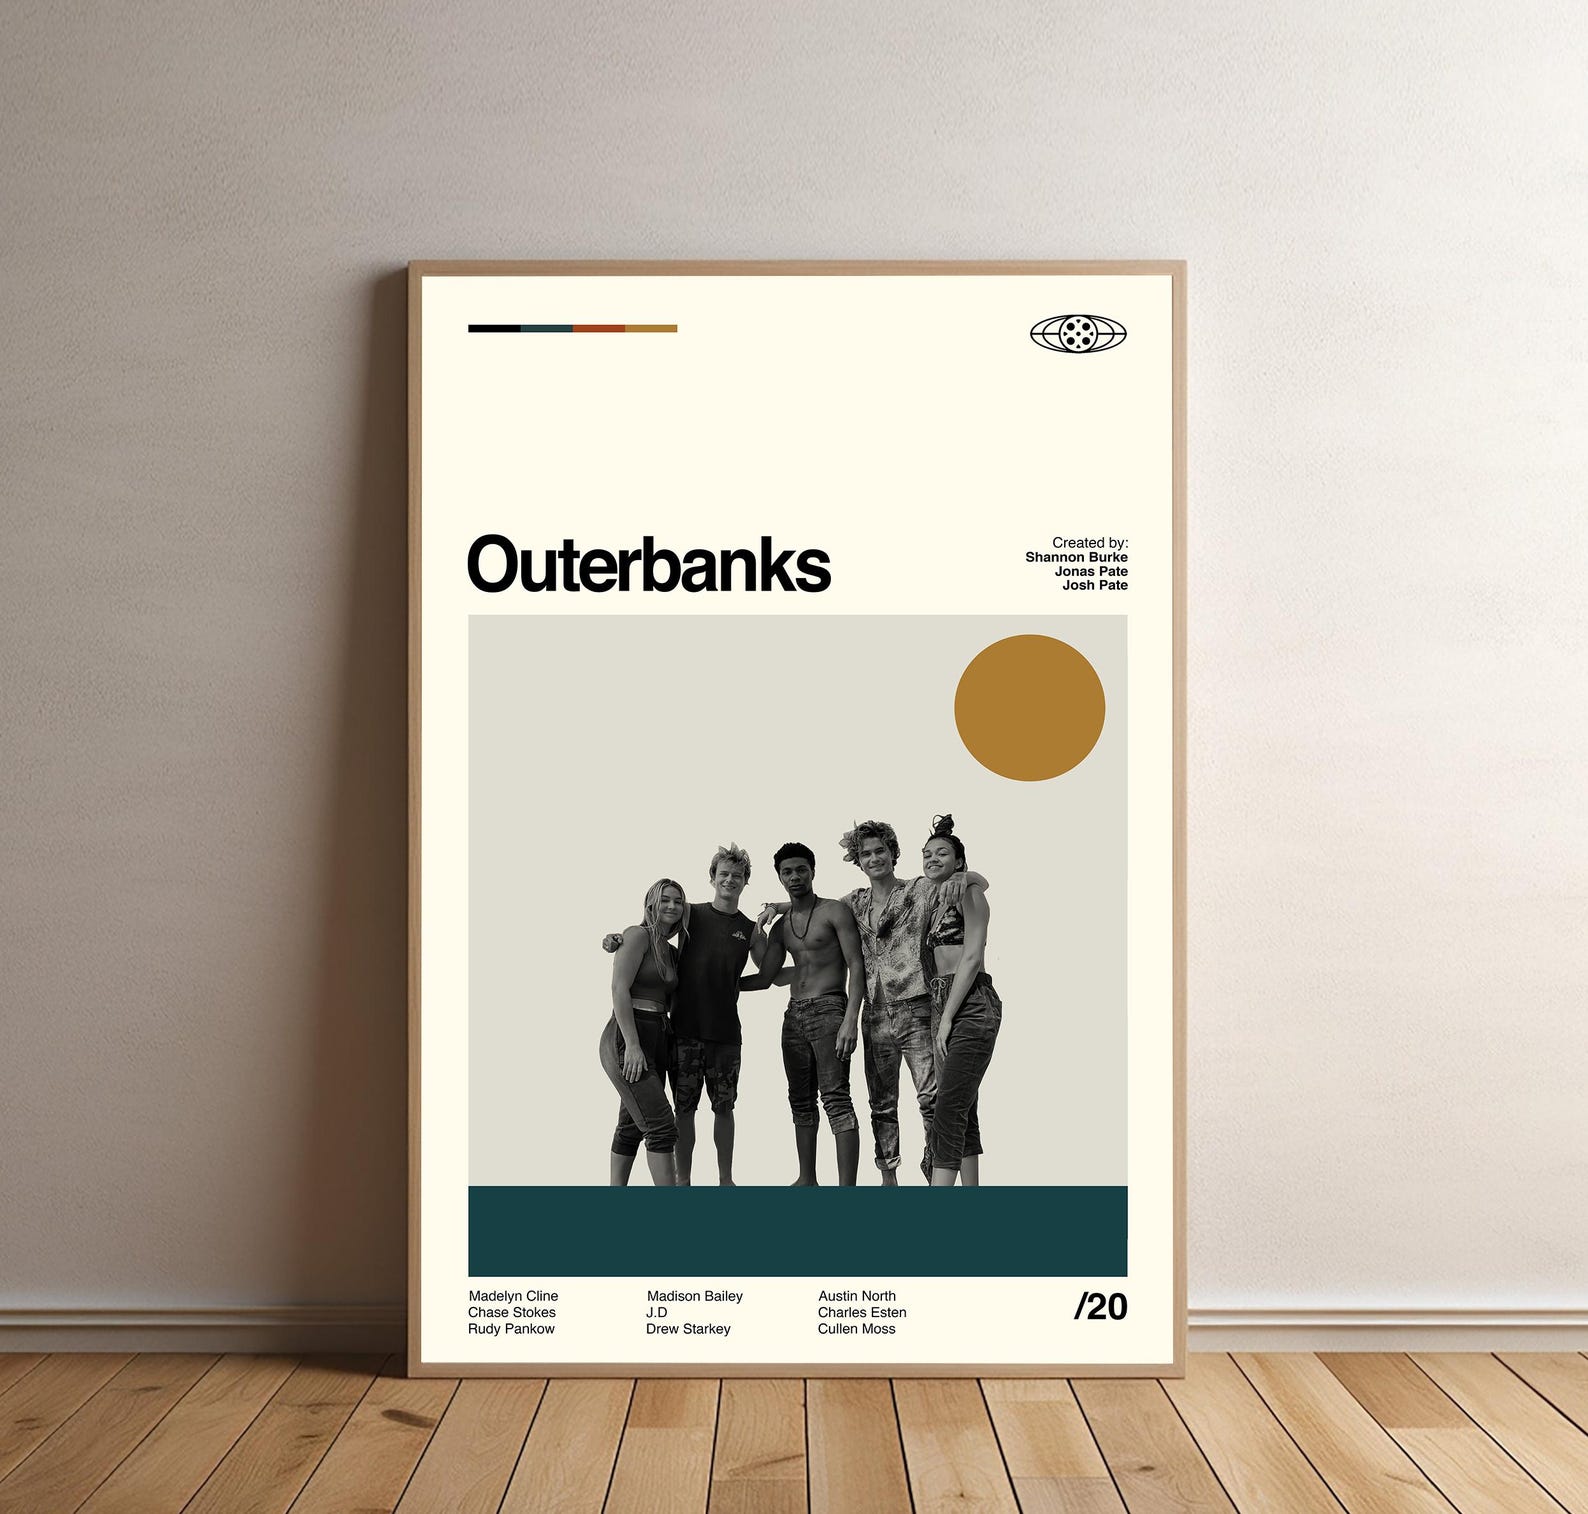 Outerbanks
Created by:
Shannon Burke
Jonas Pate
Josh Pate
Madelyn Cline
Chase Stokes
Rudy Pankow
Madison Bailey
J.D
Drew Starkey
Austin North
Charles Esten
Cullen Moss
/20